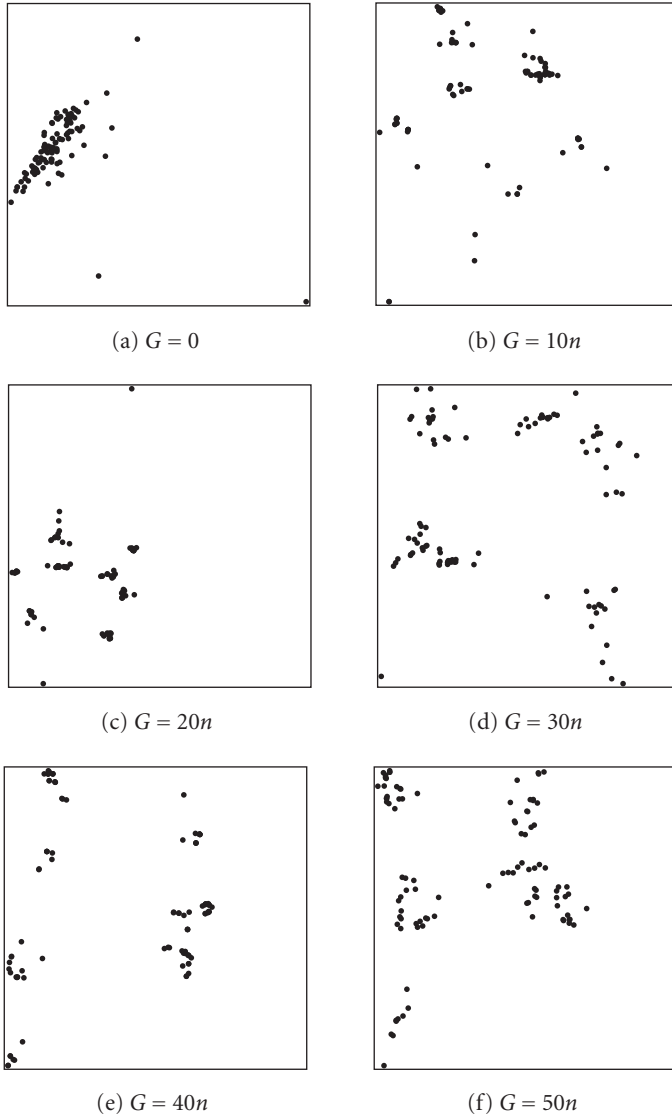 (a) G = 0
(b) G = 10n
(c) G = 20n
(d) G = 30n
(e) G = 40n
(f) G = 50n